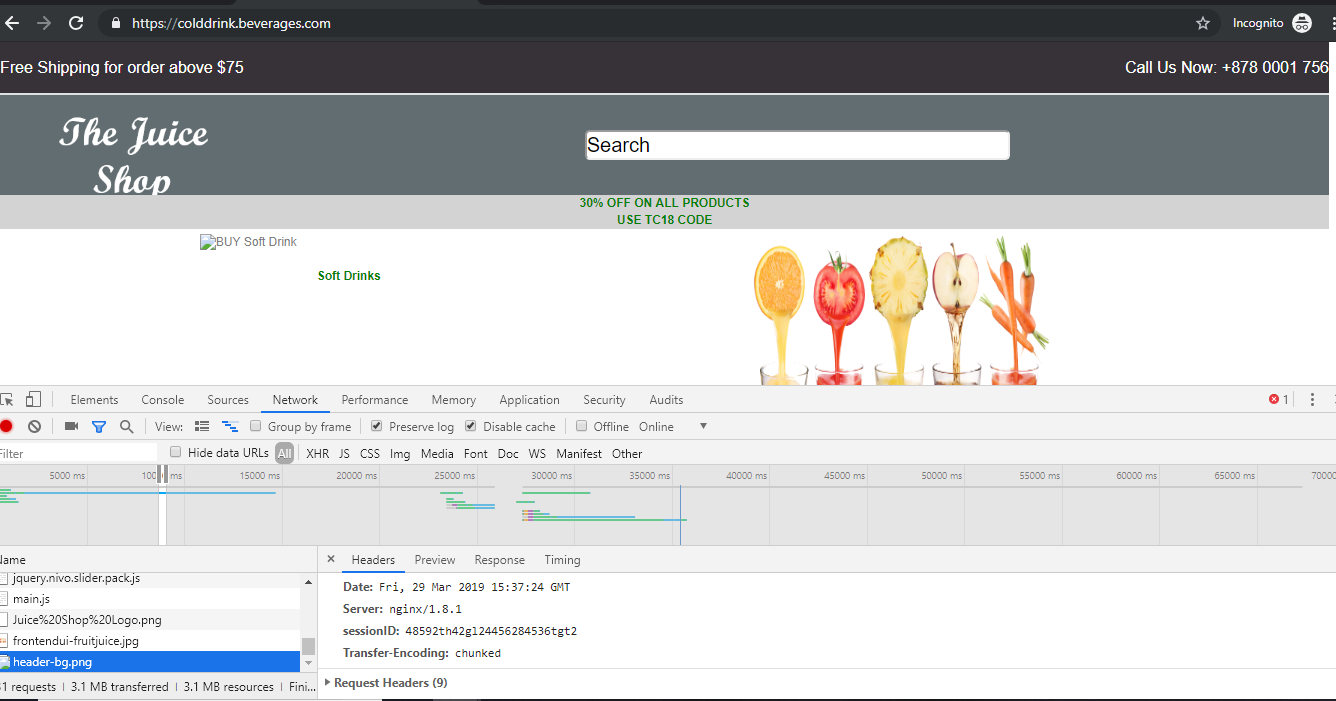 https://colddrink.beverages.com
Incognito
Free Shipping for order above $75
Call Us Now: +878 0001 756
The Juice
Shop
Search
30% OFF ON ALL PRODUCTS
USE TC18 CODE
BUY Soft Drink
Soft Drinks
Elements Console Sources Network Performance Memory Application Security Audits 1
View: Group by frame Preserve log Disable cache Offline Online
Filter Hide data URLs All XHR JS CSS Img Media Font Doc WS Manifest Other
5000 ms 15000 ms 20000 ms 25000 ms 30000 ms 35000 ms 40000 ms 45000 ms 50000 ms 55000 ms 60000 ms 65000 ms 70000
Name
Headers Preview Response Timing
jquery.nivo.slider.pack.js
main.js
Juice%20Shop%20Logo.png
frontendui-fruitjuice.jpg
header-bg.png
1 requests 3.1 MB transferred 3.1 MB resources Fini...
Date: Fri, 29 Mar 2019 15:37:24 GMT
Server: nginx/1.8.1
sessionID: 48592th42gl24456284536tgt2
Transfer-Encoding: chunked
Request Headers (9)